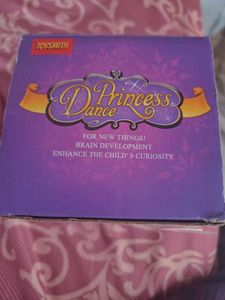 TOYSMITH
Princess
Dance
FOR NEW THINGS!
BRAIN DEVELOPMENT
ENHANCE THE CHILD'S CURIOSITY